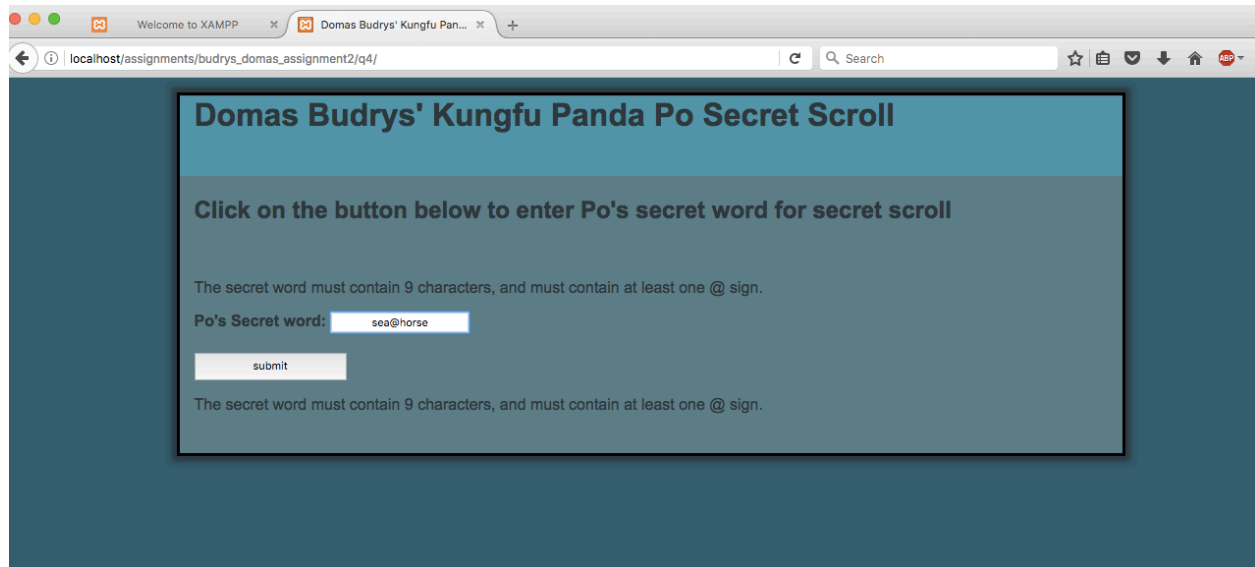 Welcome to XAMPP
Domas Budrys' Kungfu Pan...
localhost/assignments/budrys_domas_assignment2/q4/
Search
ABP
Domas Budrys' Kungfu Panda Po Secret Scroll
Click on the button below to enter Po's secret word for secret scroll
The secret word must contain 9 characters, and must contain at least one @ sign.
Po's Secret word: sea@horse
submit
The secret word must contain 9 characters, and must contain at least one @ sign.